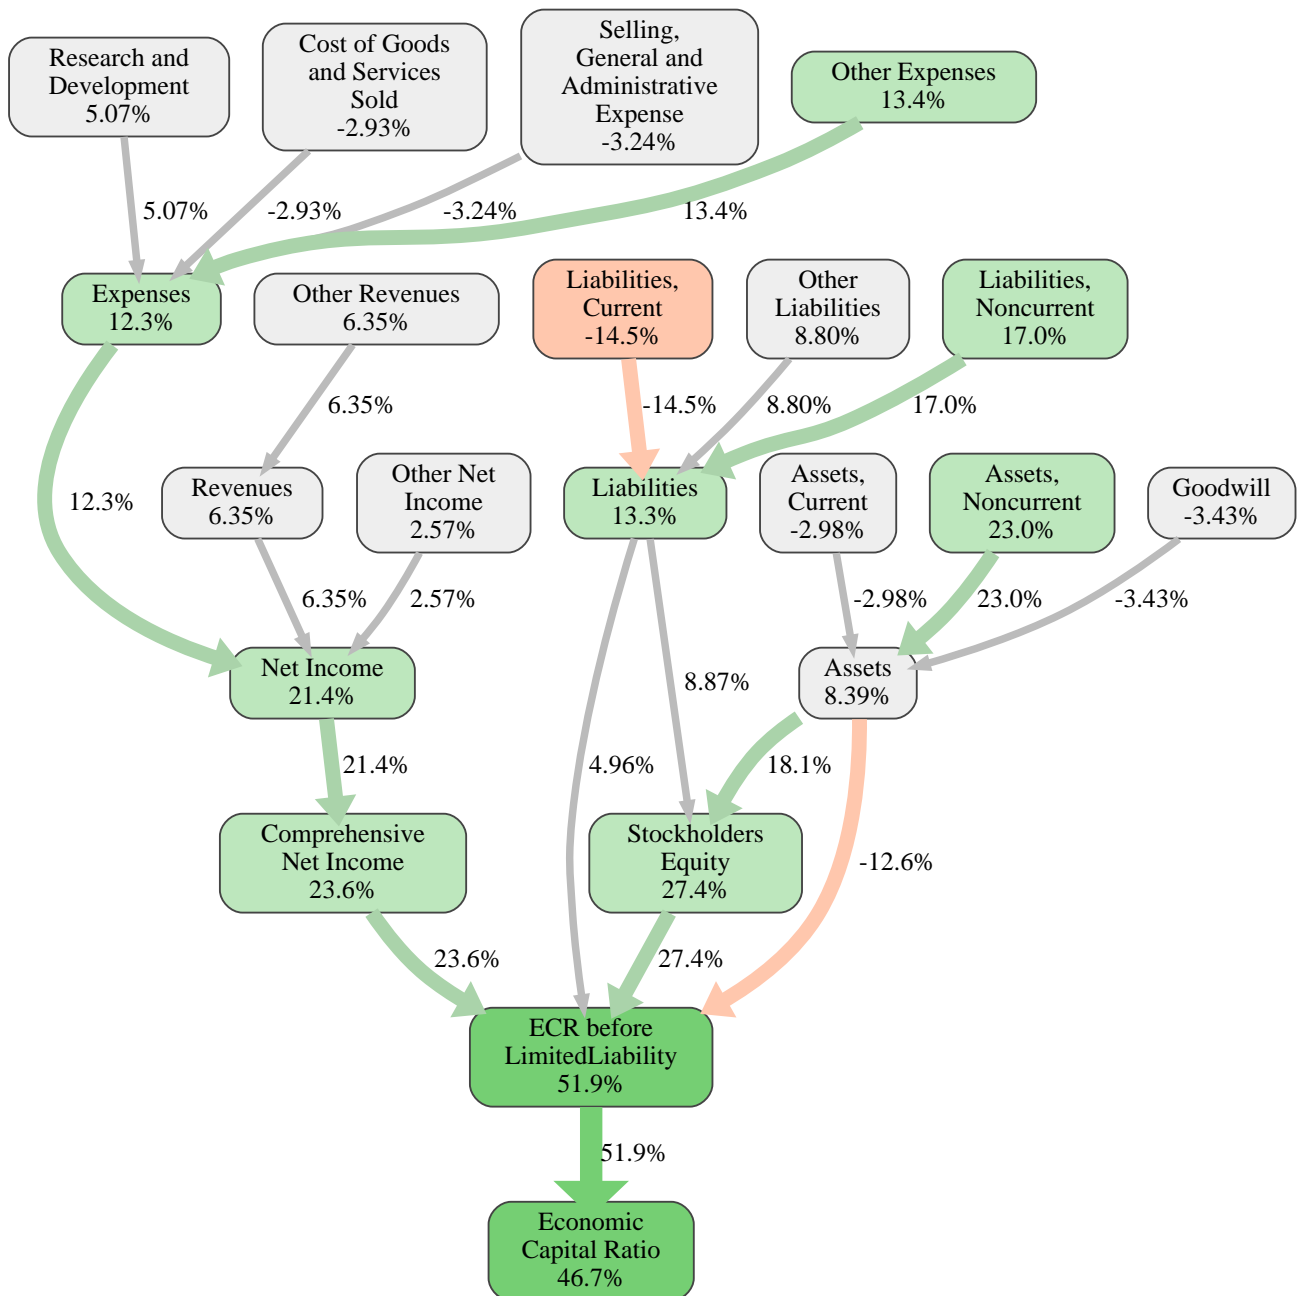 Research and
Development
5.07%
Cost of Goods
and Services
Sold
-2.93%
Selling,
General and
Administrative
Expense
-3.24%
Other Expenses
13.4%
5.07%
-2.93%
-3.24%
13.4%
Expenses
12.3%
Other Revenues
6.35%
Liabilities,
Current
-14.5%
Other
Liabilities
8.80%
Liabilities,
Noncurrent
17.0%
6.35%
-14.5%
8.80%
17.0%
12.3%
Revenues
6.35%
Other Net
Income
2.57%
Liabilities
13.3%
Assets,
Current
-2.98%
Assets,
Noncurrent
23.0%
Goodwill
-3.43%
6.35%
2.57%
-2.98%
23.0%
-3.43%
Net Income
21.4%
8.87%
Assets
8.39%
21.4%
4.96%
18.1%
Comprehensive
Net Income
23.6%
Stockholders
Equity
27.4%
-12.6%
23.6%
27.4%
ECR before
LimitedLiability
51.9%
51.9%
Economic
Capital Ratio
46.7%